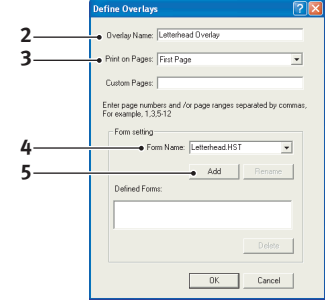 Define Overlays
2
Overlay Name: Letterhead Overlay
3
Print on Pages: First Page
Custom Pages:
Enter page numbers and /or page ranges separated by commas,
For example, 1,3,5-12
Form setting
4
Form Name: Letterhead.HST
5
Add Rename
Defined Forms:
Delete
OK Cancel